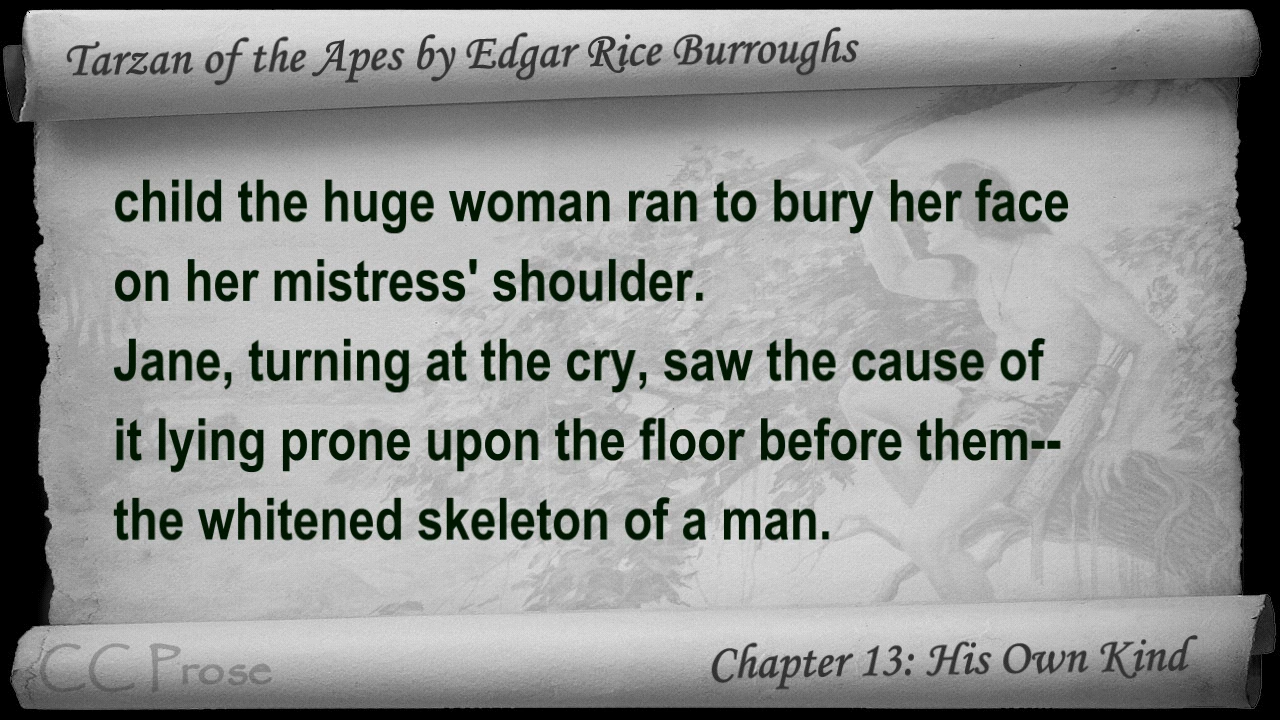 Tarzan of the Apes by Edgar Rice Burroughs
child the huge woman ran to bury her face
on her mistress' shoulder.
Jane, turning at the cry, saw the cause of
it lying prone upon the floor before them--
the whitened skeleton of a man.
CC Prose
Chapter 13: His Own Kind